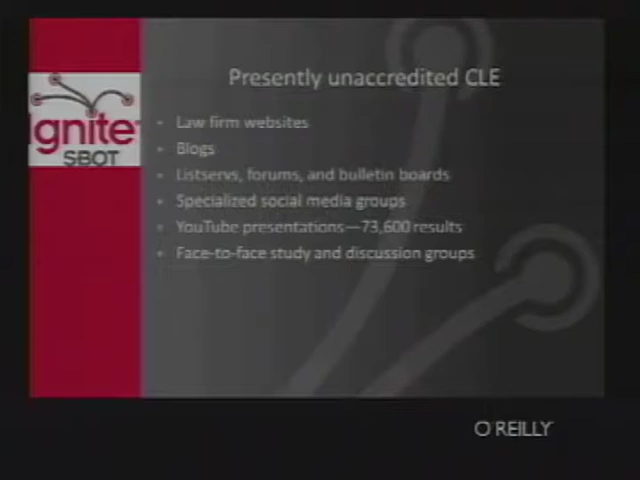 Presently unaccredited CLE
Ignite
SBOT
Law firm websites
Blogs
Listservs, forums, and bulletin boards
Specialized social media groups
YouTube presentations—73,600 results
Face-to-face study and discussion groups
O'REILLY